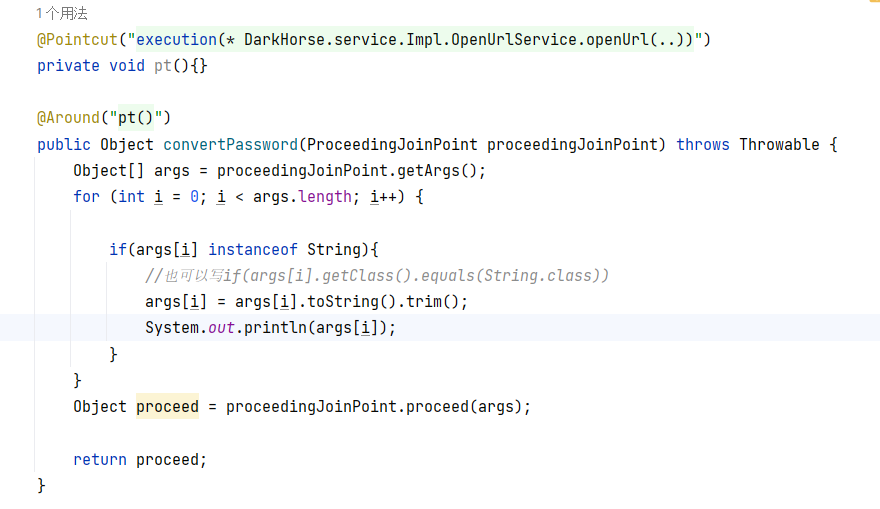 1 个用法
@Pointcut("execution(* DarkHorse.service.Impl.OpenUrlService.openUrl(..))")
private void pt(){}
@Around("pt()")
public Object convertPassword(ProceedingJoinPoint proceedingJoinPoint) throws Throwable {
Object[] args = proceedingJoinPoint.getArgs();
for (int i = 0; i < args.length; i++) {
if(args[i] instanceof String){
//也可以写if(args[i].getClass().equals(String.class))
args[i] = args[i].toString().trim();
System.out.println(args[i]);
}
}
Object proceed = proceedingJoinPoint.proceed(args);
return proceed;
}